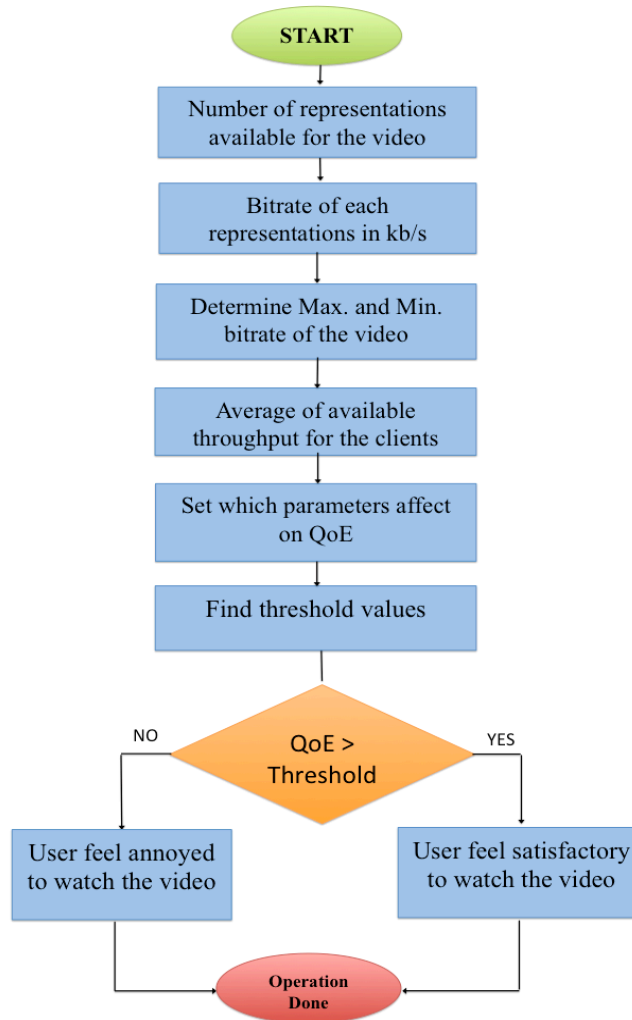 START
Number of representations
available for the video
Bitrate of each
representations in kb/s
Determine Max. and Min.
bitrate of the video
Average of available
throughput for the clients
Set which parameters affect
on QoE
Find threshold values
QoE >
Threshold
NO
YES
User feel annoyed
to watch the video
User feel satisfactory
to watch the video
Operation
Done